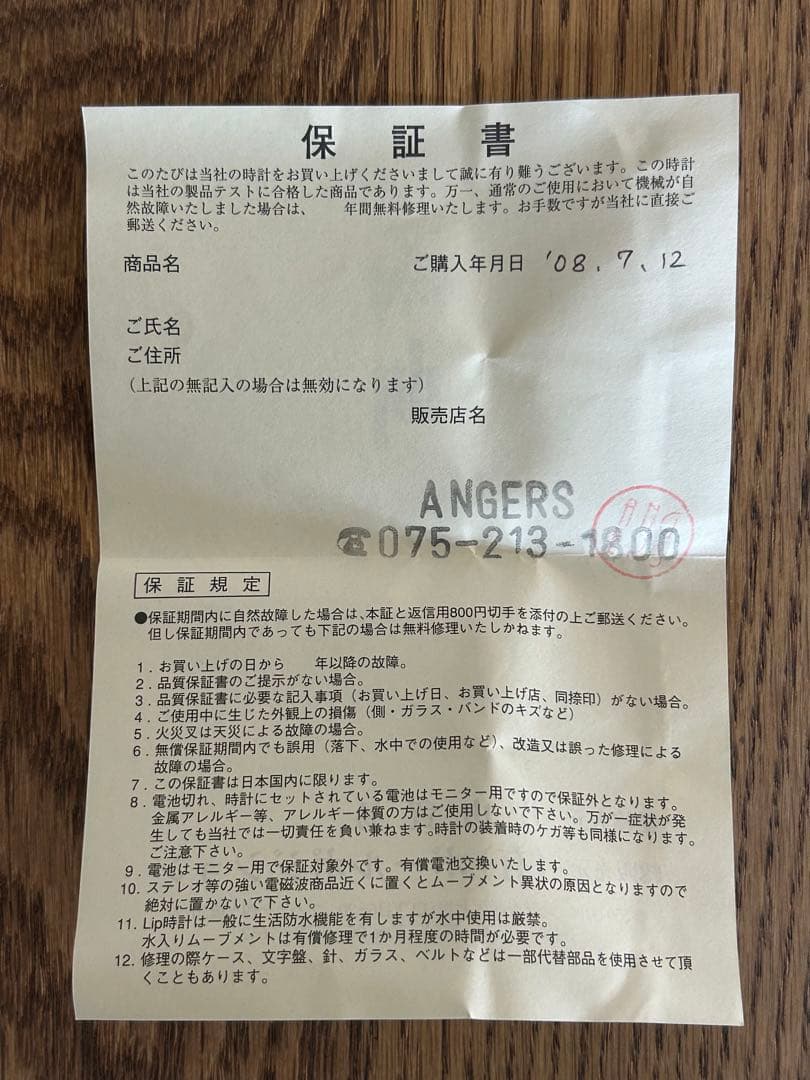 保証書
このたびは当社の時計をお買い上げくださいまして誠に有り難うございます。この時計
は当社の製品テストに合格した商品であります。万一、通常のご使用において機械が自
然故障いたしました場合は、　　年間無料修理いたします。お手数ですが当社に直接ご
郵送ください。
商品名　ご購入年月日 '08.7.12
ご氏名
ご住所
（上記の無記入の場合は無効になります）
販売店名
ANGERS
☎075-213-1800
保証規定
●保証期間内に自然故障した場合は、本証と返信用800円切手を添付の上ご郵送ください。
但し保証期間内であっても下記の場合は無料修理いたしかねます。
1．お買い上げの日から　　年以降の故障。
2．品質保証書のご提示がない場合。
3．品質保証書に必要な記入事項（お買い上げ日、お買い上げ店、同捺印）がない場合。
4．ご使用中に生じた外観上の損傷（側・ガラス・バンドのキズなど）
5．火災又は天災による故障の場合。
6．無償保証期間内でも誤用（落下、水中での使用など）、改造又は誤った修理による
故障の場合。
7．この保証書は日本国内に限ります。
8．電池切れ、時計にセットされている電池はモニター用ですので保証外となります。
金属アレルギー等、アレルギー体質の方はご使用しないで下さい。万が一症状が発
生しても当社では一切責任を負い兼ねます。時計の装着時のケガ等も同様になります。
ご注意下さい。
9．電池はモニター用で保証対象外です。有償電池交換いたします。
10．ステレオ等の強い電磁波商品近くに置くとムーブメント異状の原因となりますので
絶対に置かないで下さい。
11．Lip時計は一般に生活防水機能を有しますが水中使用は厳禁。
水入りムーブメントは有償修理で1か月程度の時間が必要です。
12．修理の際ケース、文字盤、針、ガラス、ベルトなどは一部代替部品を使用させて頂
くこともあります。